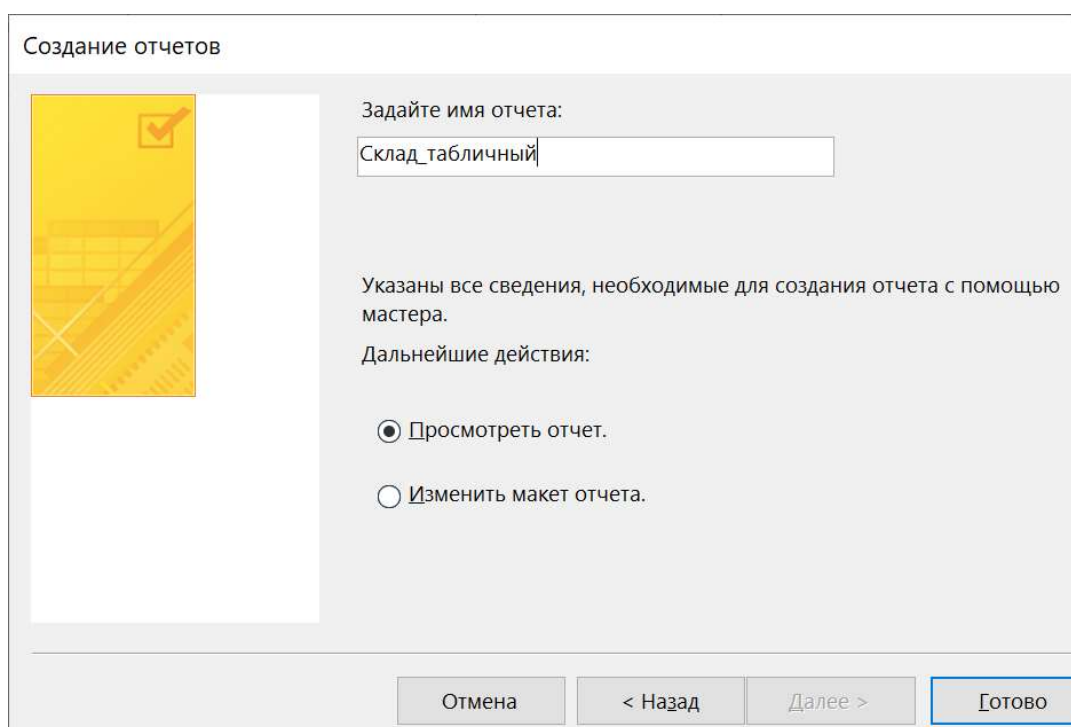 Создание отчетов
Задайте имя отчета:
Склад_табличный
Указаны все сведения, необходимые для создания отчета с помощью
мастера.
Дальнейшие действия:
Просмотреть отчет.
Изменить макет отчета.
Отмена
< Назад
Далее >
Готово